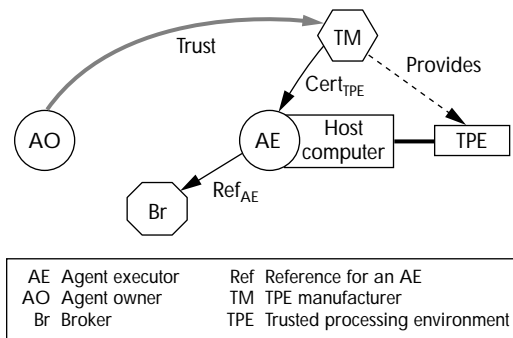 Trust
TM
Provides
CertTPE
AO
AE
Host
computer
TPE
RefAE
Br
AE Agent executor
Ref Reference for an AE
AO Agent owner
TM TPE manufacturer
Br Broker
TPE Trusted processing environment